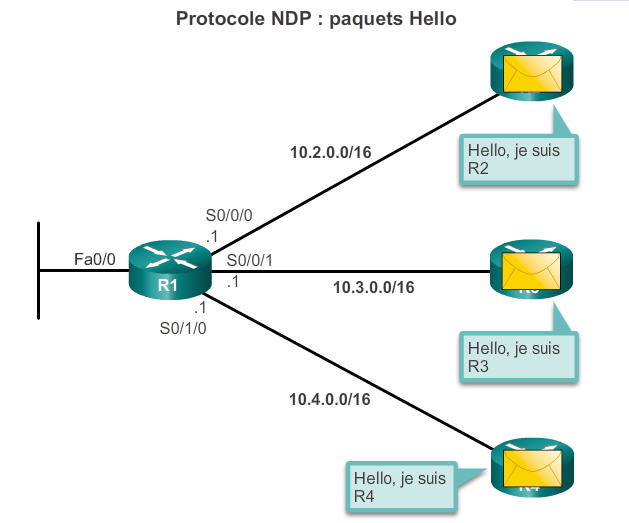 Protocole NDP : paquets Hello
Hello, je suis
R2
10.2.0.0/16
S0/0/0
.1
Fa0/0
R1
S0/0/1
.1
10.3.0.0/16
R3
Hello, je suis
R3
.1
S0/1/0
10.4.0.0/16
Hello, je suis
R4
R4